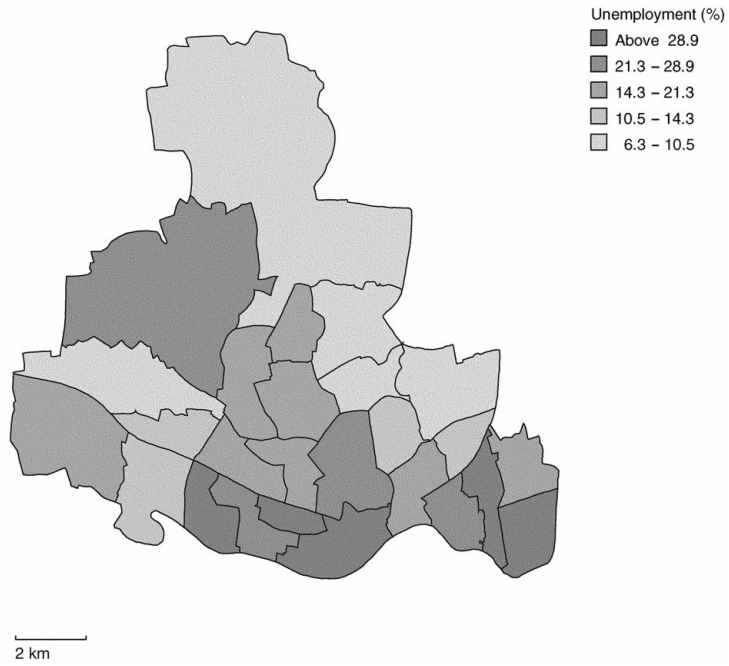 Unemployment (%)
Above 28.9
21.3 – 28.9
14.3 – 21.3
10.5 – 14.3
6.3 – 10.5
2 km